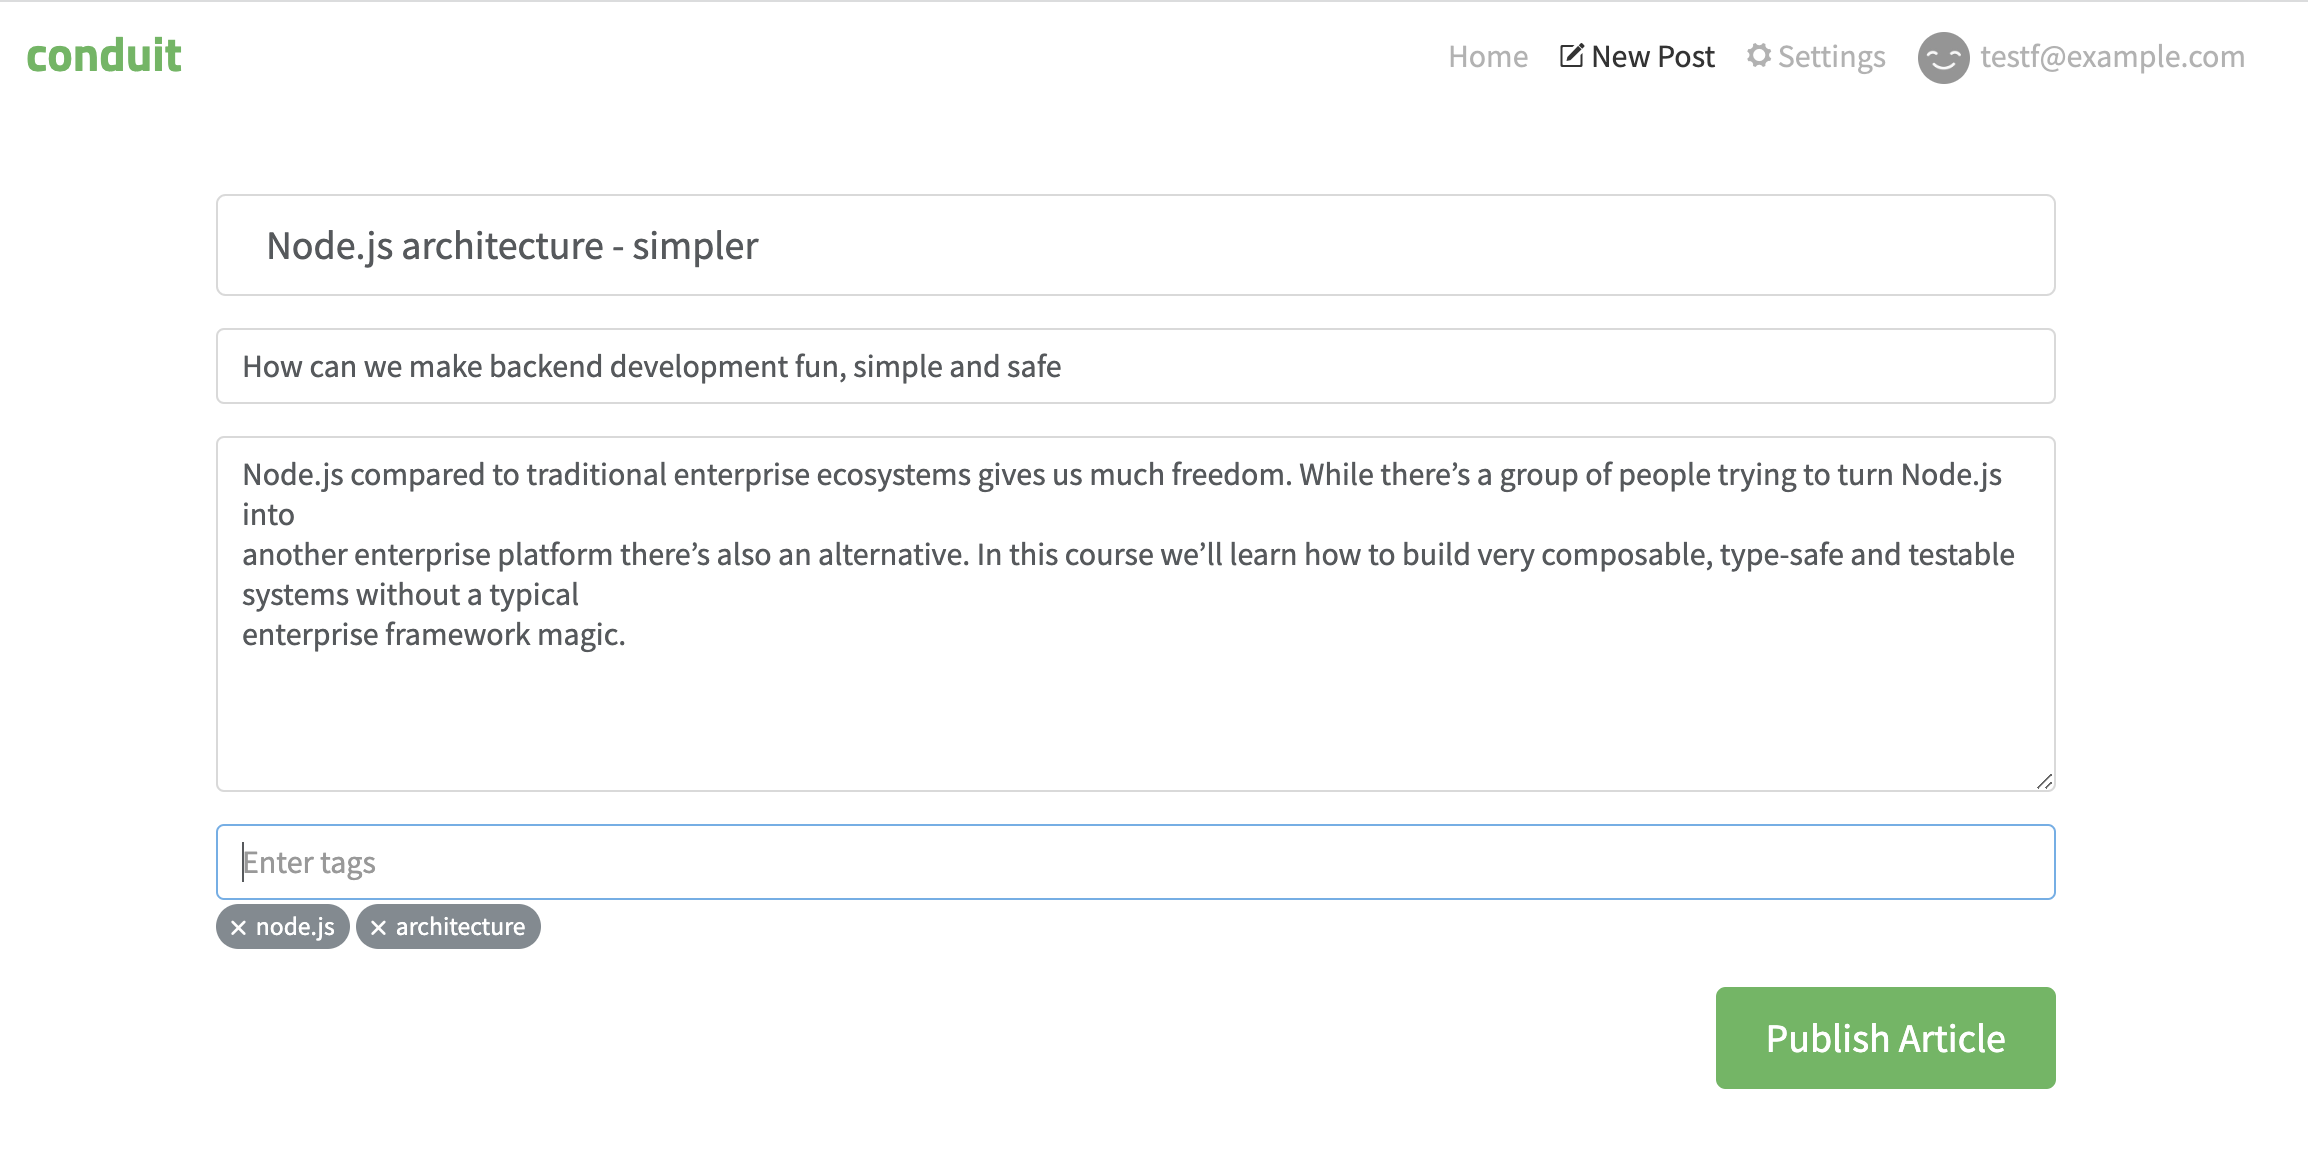 conduit
Home New Post Settings testf@example.com
Node.js architecture - simpler
How can we make backend development fun, simple and safe
Node.js compared to traditional enterprise ecosystems gives us much freedom. While there’s a group of people trying to turn Node.js
into
another enterprise platform there’s also an alternative. In this course we’ll learn how to build very composable, type-safe and testable
systems without a typical
enterprise framework magic.
Enter tags
× node.js × architecture
Publish Article